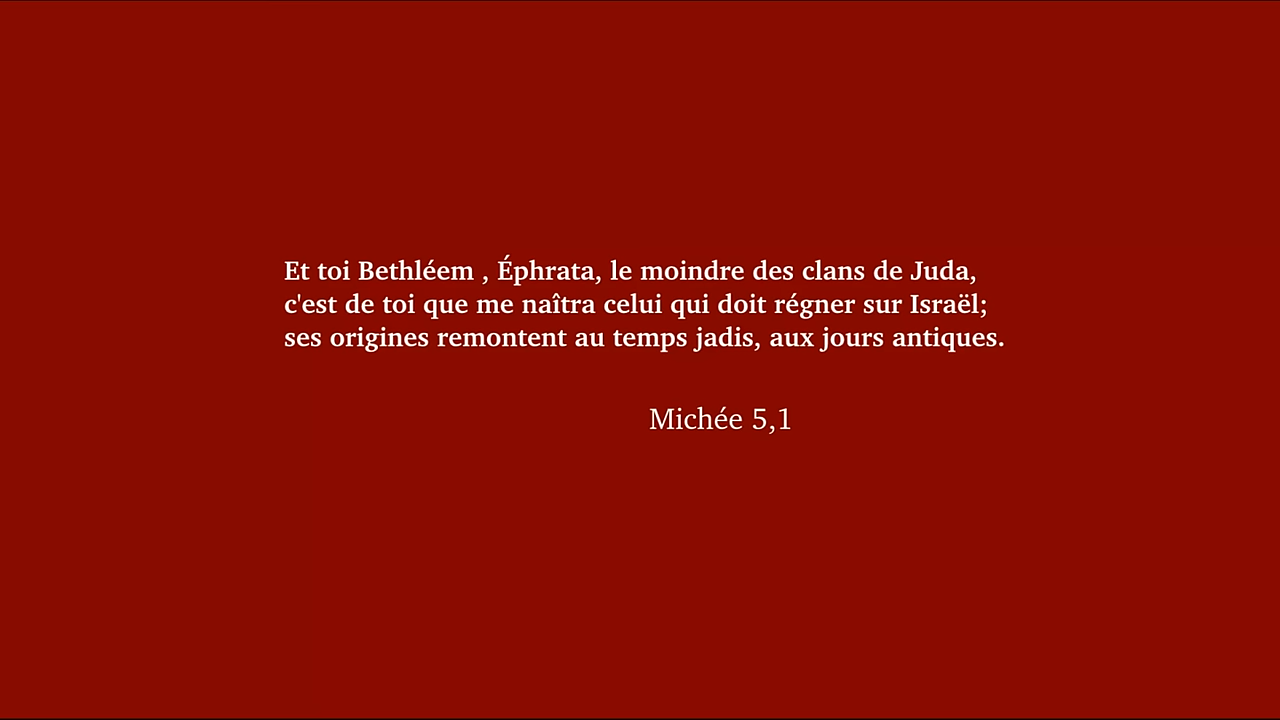 Et toi Bethléem , Éphrata, le moindre des clans de Juda,
c'est de toi que me naîtra celui qui doit régner sur Israël;
ses origines remontent au temps jadis, aux jours antiques.
Michée 5,1